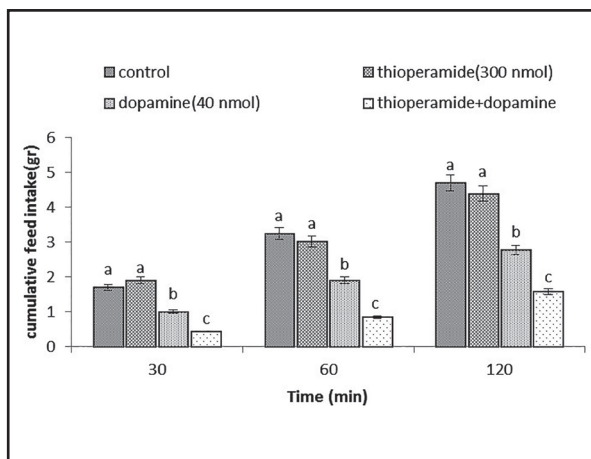 control
thioperamide(300 nmol)
dopamine(40 nmol)
thioperamide+dopamine
cumulative feed intake(gr)
6
5
4
3
2
1
0
a
a
b
c
a
a
b
c
a
a
b
c
30
60
120
Time (min)